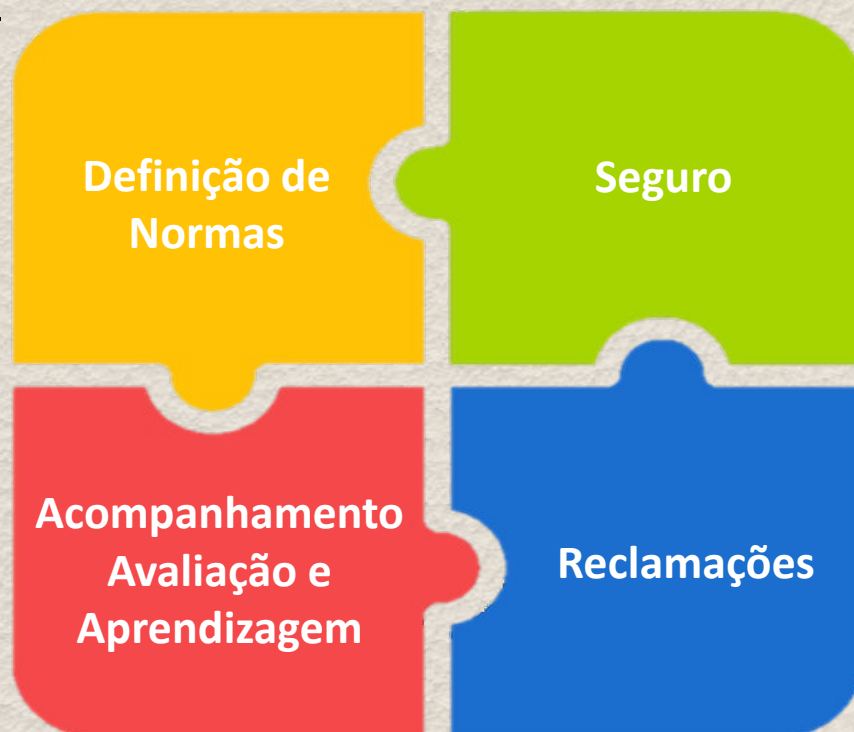 Definição de
Normas
Seguro
Acompanhamento
Avaliação e
Aprendizagem
Reclamações